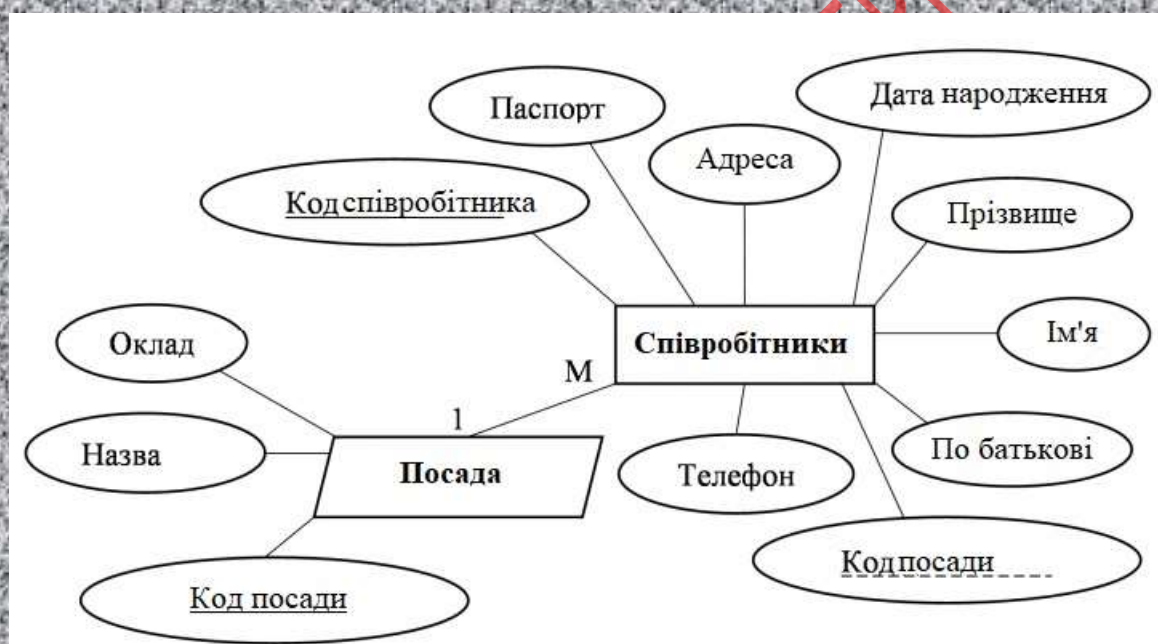 Паспорт
Дата народження
Адреса
Код співробітника
Прізвище
Оклад
Співробітники
Ім'я
М
1
Назва
Посада
Телефон
По батькові
Код посади
Код посади